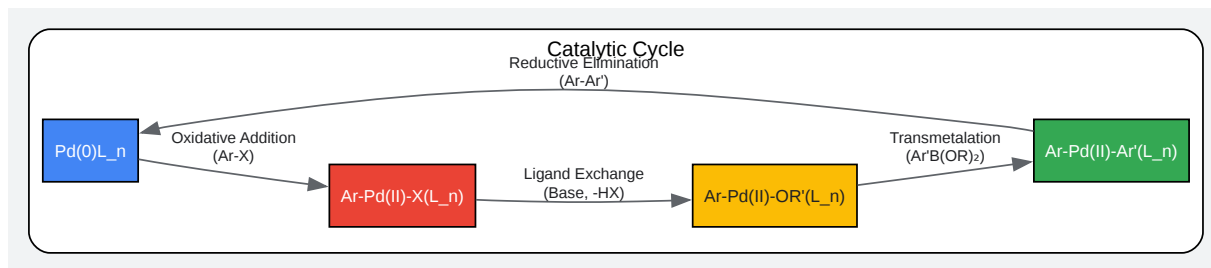 Catalytic Cycle
Reductive Elimination
(Ar-Ar')
Oxidative Addition
(Ar-X)
Transmetalation
(Ar'B(OR)₂)
Pd(0)L_n
Ar-Pd(II)-Ar'(L_n)
Ligand Exchange
(Base, -HX)
Ar-Pd(II)-X(L_n)
Ar-Pd(II)-OR'(L_n)